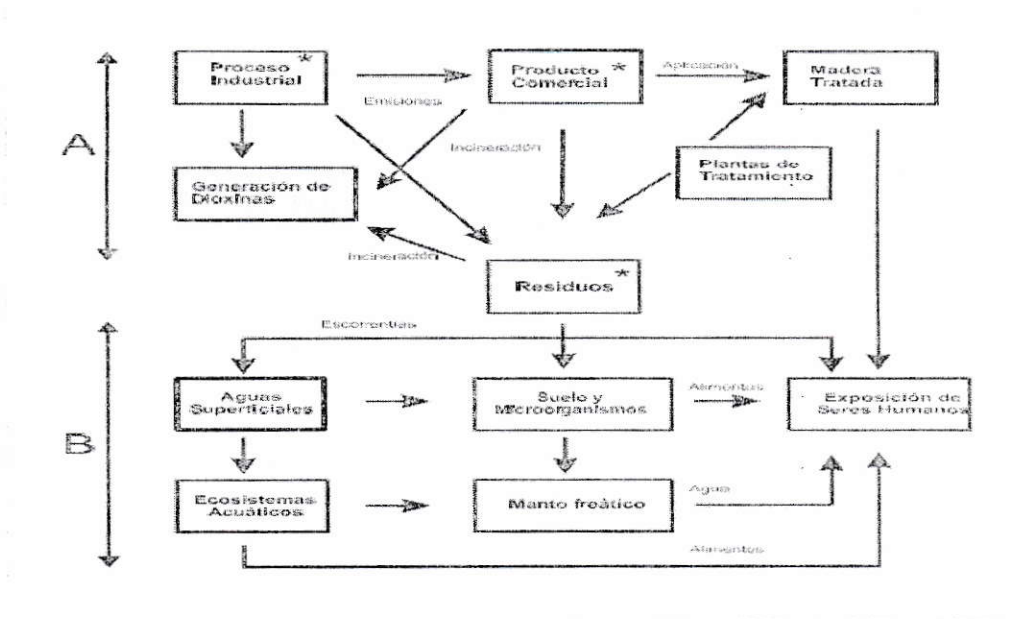 Proceso *
Industrial
Producto *
Comercial
Aplicación
Madera
Tratada
Emisiones
A
Incineración
Plantas de
Tratamiento
Generación de
Dioxinas
Incineración
Residuos *
Escorrentias
Aguas
Superficiales
Suelo y
Microorganismos
Alimentos
Exposición de
Seres Humanos
B
Ecosistemas
Acuáticos
Manto freático
Agua
Alimentos